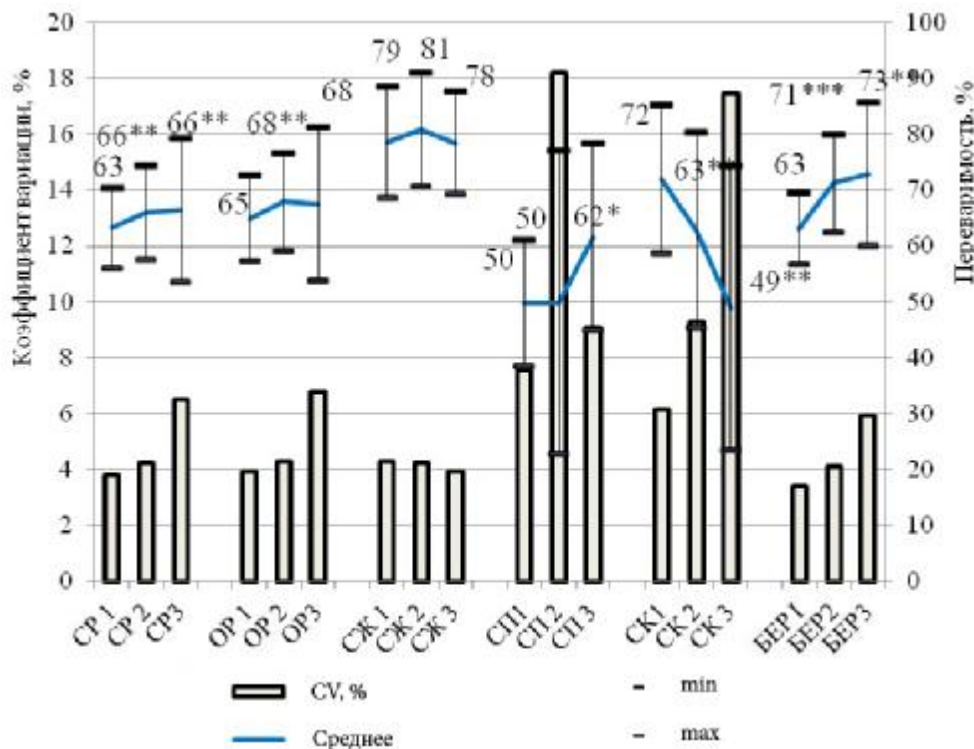 Коэффициент вариации, %
20
18
16
14
12
10
8
6
4
2
0
63
66**
66**
65
68**
68
79
81
78
50
50
62*
72
63**
49**
63
71***
73**
100
90
80
70
60
50
40
30
20
10
0
Переваримость, %
СР 1
СР 2
СР3
ОР 1
ОР 2
ОР3
СЖ 1
СЖ 2
СЖ 3
СП1
СП 2
СП 3
СК1
СК 2
СК 3
БЕР1
БЕР2
БЕР3
CV, %
min
Среднее
max